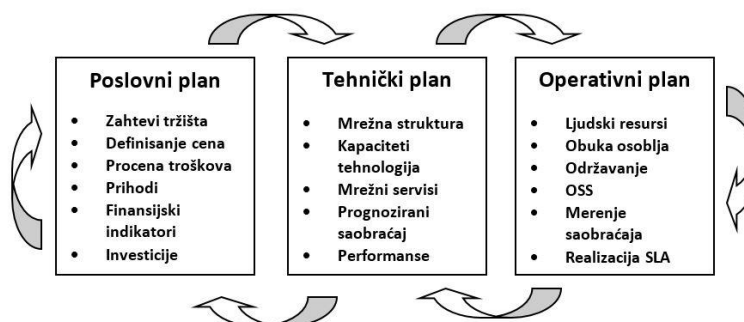 Poslovni plan
Zahtevi tržišta
Definisanje cena
Procena troškova
Prihodi
Finansijski
indikatori
Investicije
Tehnički plan
Mrežna struktura
Kapaciteti
tehnologija
Mrežni servisi
Prognozirani
saobraćaj
Performanse
Operativni plan
Ljudski resursi
Obuka osoblja
Održavanje
OSS
Merenje
saobraćaja
Realizacija SLA